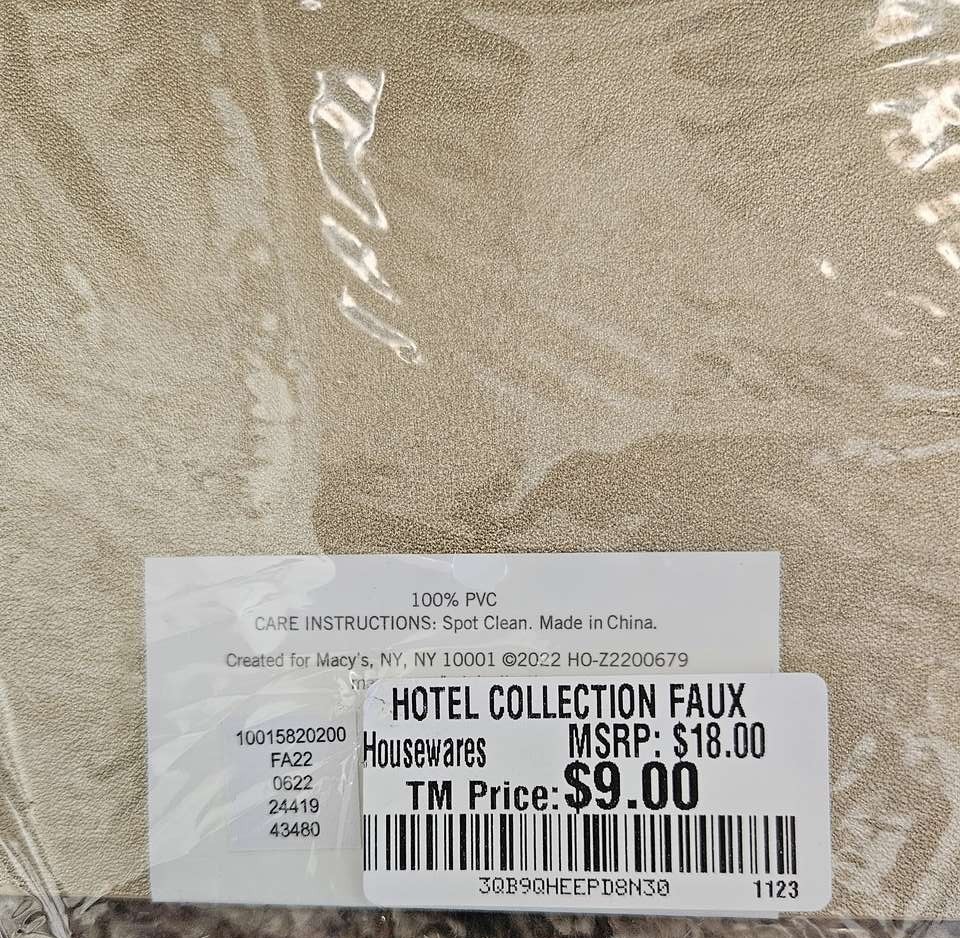 100% PVC
CARE INSTRUCTIONS: Spot Clean. Made in China.
Created for Macy's, NY, NY 10001 ©2022 HO-Z2200679
10015820200
FA22
0622
24419
43480
HOTEL COLLECTION FAUX
Housewares MSRP: $18.00
TM Price: $9.00
3QB9QHEEPD8N30 1123